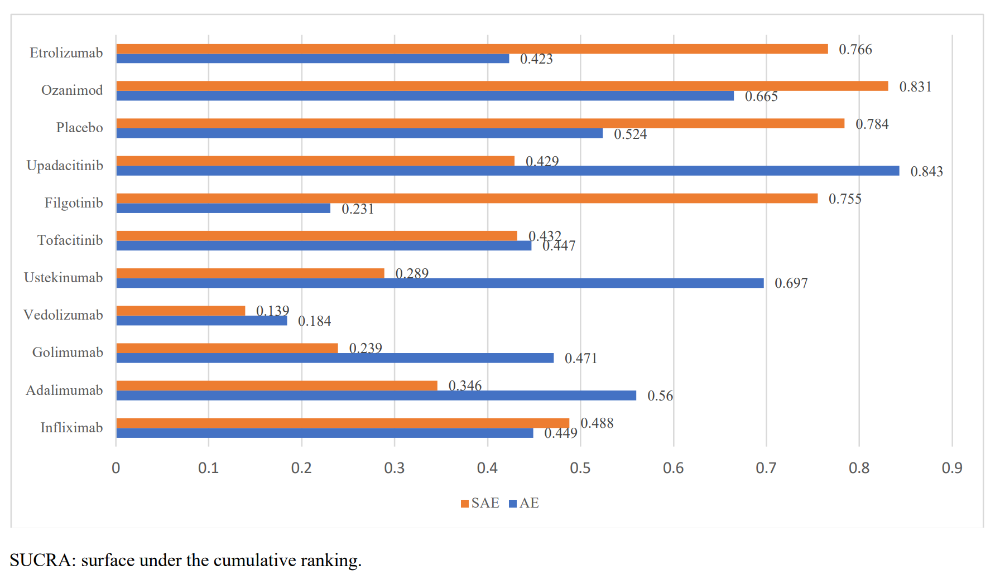 Etrolizumab
0.766
0.423
Ozanimod
0.831
0.665
Placebo
0.784
0.524
Upadacitinib
0.429
0.843
Filgotinib
0.755
0.231
Tofacitinib
0.432
0.447
Ustekinumab
0.289
0.697
Vedolizumab
0.139
0.184
Golimumab
0.239
0.471
Adalimumab
0.346
0.56
Infliximab
0.488
0.449
0 0.1 0.2 0.3 0.4 0.5 0.6 0.7 0.8 0.9
SAE AE
SUCRA: surface under the cumulative ranking.